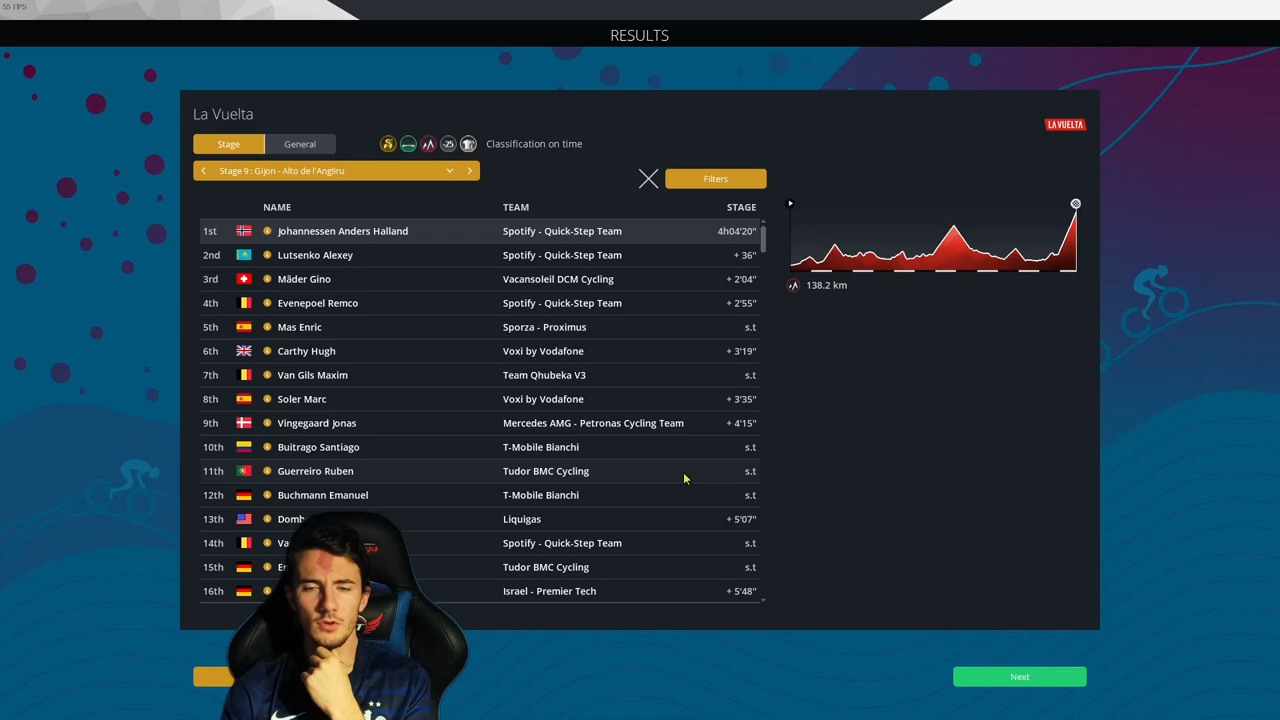 55 FPS
RESULTS
La Vuelta
LA VUELTA
Stage General -25 Classification on time
Stage 9 : Gijon - Alto de l'Angliru
Filters
NAME TEAM STAGE
1st Johannessen Anders Halland Spotify - Quick-Step Team 4h04'20"
2nd Lutsenko Alexey Spotify - Quick-Step Team + 36"
3rd Mäder Gino Vacansoleil DCM Cycling + 2'04"
4th Evenepoel Remco Spotify - Quick-Step Team + 2'55"
5th Mas Enric Sporza - Proximus s.t
6th Carthy Hugh Voxi by Vodafone + 3'19"
7th Van Gils Maxim Team Qhubeka V3 s.t
8th Soler Marc Voxi by Vodafone + 3'35"
9th Vingegaard Jonas Mercedes AMG - Petronas Cycling Team + 4'15"
10th Buitrago Santiago T-Mobile Bianchi s.t
11th Guerreiro Ruben Tudor BMC Cycling s.t
12th Buchmann Emanuel T-Mobile Bianchi s.t
13th Liquigas + 5'07"
14th Spotify - Quick-Step Team s.t
15th Tudor BMC Cycling s.t
16th Israel - Premier Tech + 5'48"
138.2 km
Next